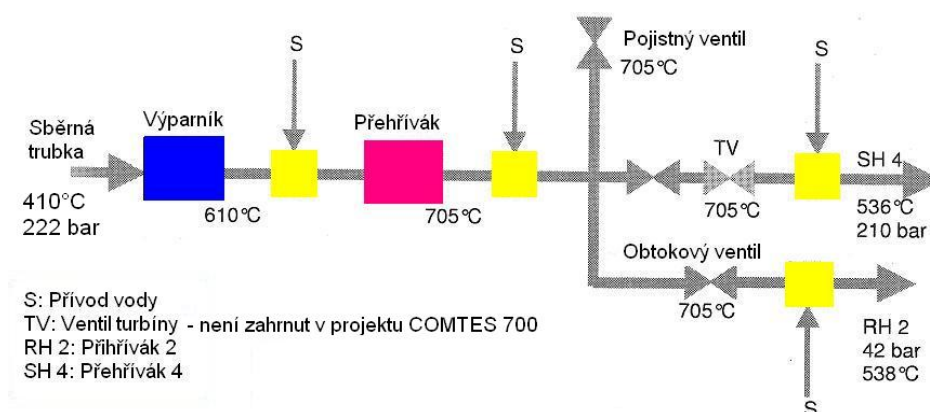 S
S
Pojistný ventil
705°C
S
Sběrná
trubka
Výparník
Přehřívák
TV
SH 4
410°C
222 bar
610°C
705°C
705°C
536°C
210 bar
Obtokový ventil
705°C
RH 2
42 bar
538°C
S
S: Přívod vody
TV: Ventil turbíny - není zahrnut v projektu COMTES 700
RH 2: Přihřívák 2
SH 4: Přehřívák 4